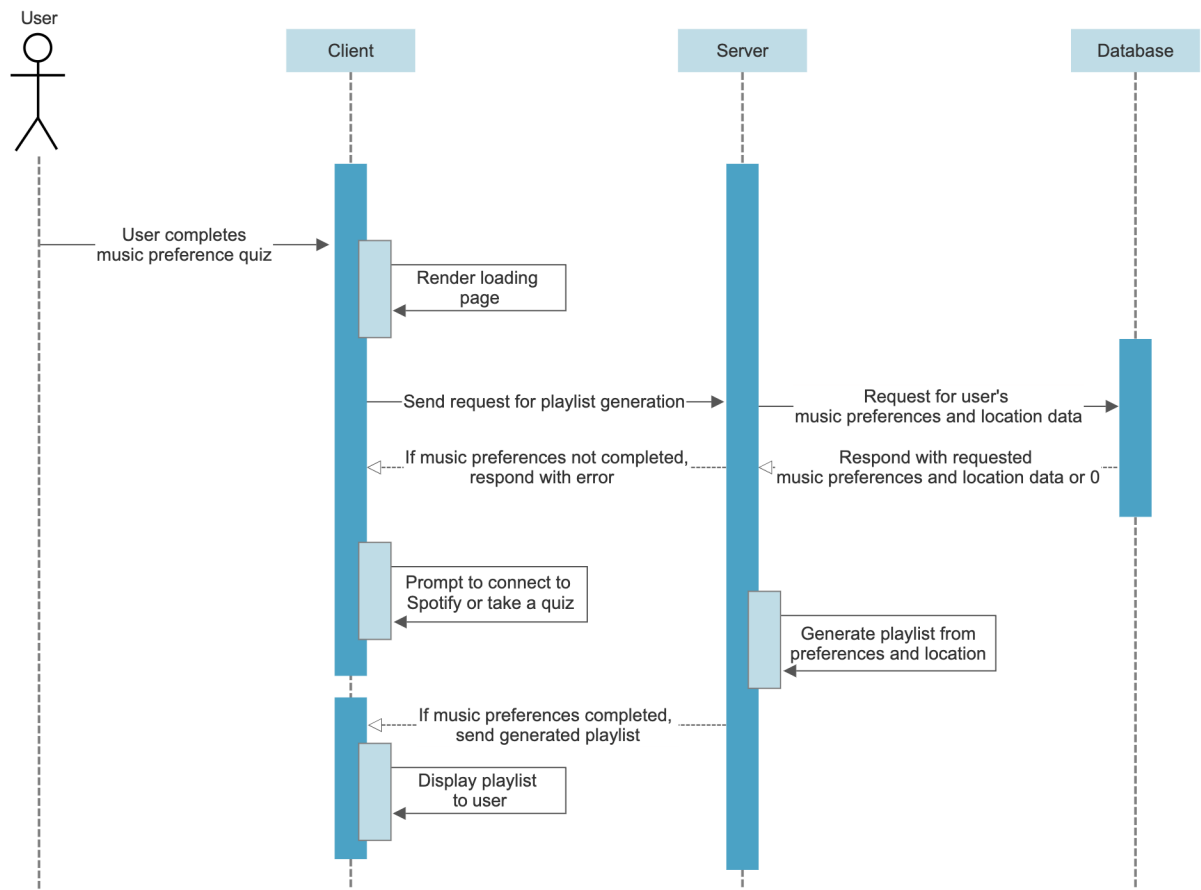 User
Client
Server
Database
User completes
music preference quiz
Render loading
page
Send request for playlist generation
Request for user's
music preferences and location data
If music preferences not completed,
respond with error
Respond with requested
music preferences and location data or 0
Prompt to connect to
Spotify or take a quiz
Generate playlist from
preferences and location
If music preferences completed,
send generated playlist
Display playlist
to user